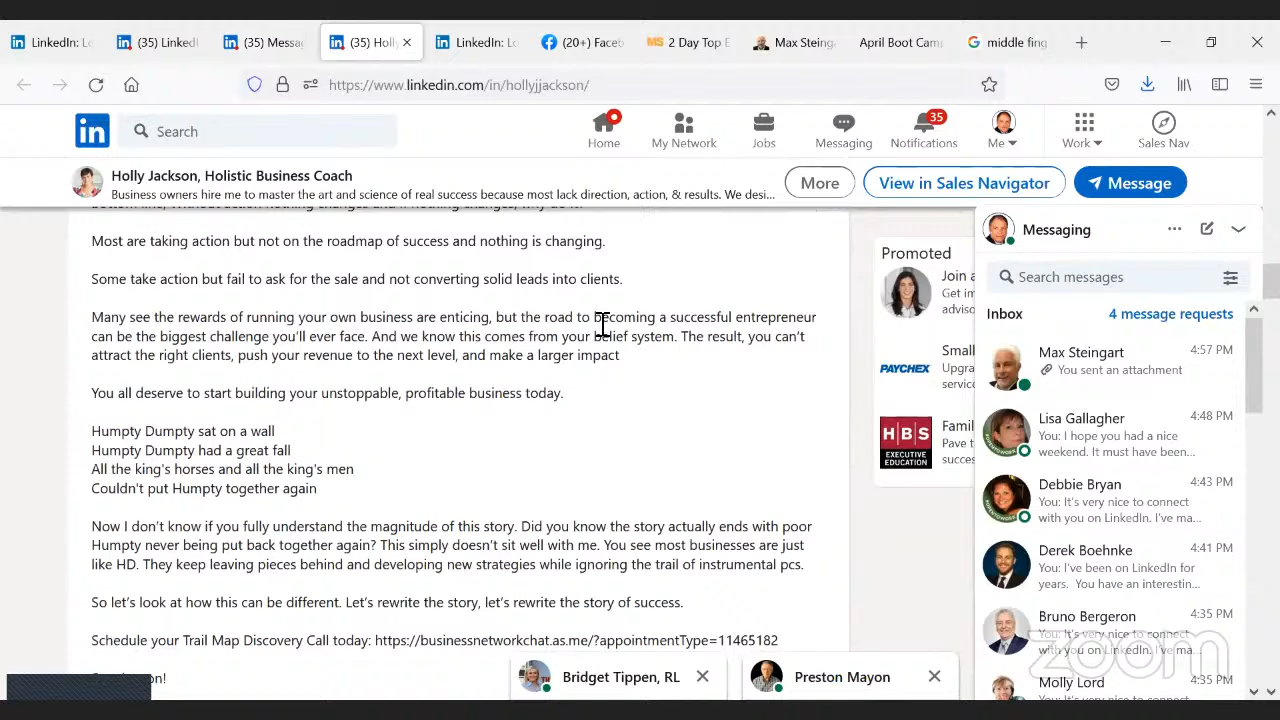 LinkedIn: Lo
(35) Linked
(35) Messa
(35) Holly
LinkedIn: Lo
(20+) Faceb
MS 2 Day Top E
Max Steing
April Boot Cam
middle fing
https://www.linkedin.com/in/hollyjjackson/
in
Search
Home
My Network
Jobs
Messaging
35
Notifications
Me
Work
Sales Nav
Holly Jackson, Holistic Business Coach
Business owners hire me to master the art and science of real success because most lack direction, action, & results. We desi...
More
View in Sales Navigator
Message
Most are taking action but not on the roadmap of success and nothing is changing.
Some take action but fail to ask for the sale and not converting solid leads into clients.
Many see the rewards of running your own business are enticing, but the road to becoming a successful entrepreneur
can be the biggest challenge you'll ever face. And we know this comes from your belief system. The result, you can't
attract the right clients, push your revenue to the next level, and make a larger impact
You all deserve to start building your unstoppable, profitable business today.
Humpty Dumpty sat on a wall
Humpty Dumpty had a great fall
All the king's horses and all the king's men
Couldn't put Humpty together again
Now I don't know if you fully understand the magnitude of this story. Did you know the story actually ends with poor
Humpty never being put back together again? This simply doesn't sit well with me. You see most businesses are just
like HD. They keep leaving pieces behind and developing new strategies while ignoring the trail of instrumental pcs.
So let's look at how this can be different. Let's rewrite the story, let's rewrite the story of success.
Schedule your Trail Map Discovery Call today: https://businessnetworkchat.as.me/?appointmentType=11465182
Promoted
Join a
Get im
adviso
PAYCHEX
Small
Upgra
servic
HBS
EXECUTIVE
EDUCATION
Famil
Pave t
succes
Messaging
Search messages
Inbox
4 message requests
Max Steingart
4:57 PM
You sent an attachment
Lisa Gallagher
4:48 PM
You: I hope you had a nice
weekend. It must have been...
Debbie Bryan
4:43 PM
You: It's very nice to connect
with you on LinkedIn. I've ma...
Derek Boehnke
4:41 PM
You: I've been on LinkedIn for
years. You have an interestin...
Bruno Bergeron
4:35 PM
You: It's very nice to connect
with you on LinkedIn. I've ma...
Molly Lord
4:35 PM
Bridget Tippen, RL
Preston Mayon
zoom